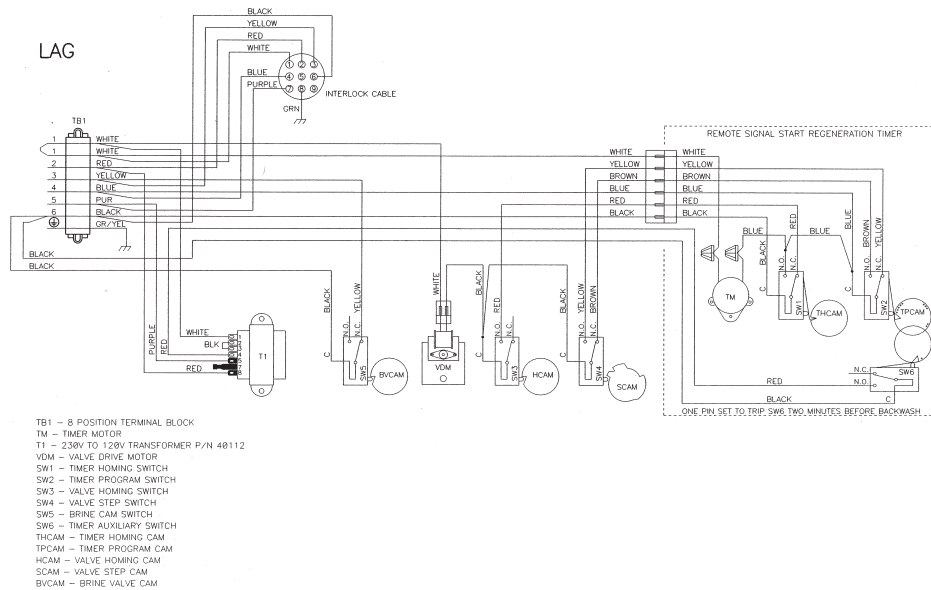 LAG
BLACK
YELLOW
RED
WHITE
BLUE
PURPLE
1 2 3
4 5 6
7 8 9
INTERLOCK CABLE
GRN
TB1
1 WHITE
1 WHITE
2 RED
3 YELLOW
4 BLUE
5 PUR
6 BLACK
GR/YEL
BLACK
BLACK
WHITE
YELLOW
BROWN
BLUE
RED
BLACK
REMOTE SIGNAL START REGENERATION TIMER
WHITE
YELLOW
BROWN
BLUE
RED
BLACK
BLUE
BLACK
RED
BLUE
BLUE
BROWN
YELLOW
N.O.
N.C.
C
SW1
TM
THCAM
N.O.
N.C.
C
SW2
TPCAM
N.C.
N.O.
SW6
C
RED
BLACK
ONE PIN SET TO TRIP SW6 TWO MINUTES BEFORE BACKWASH
PURPLE
RED
WHITE
BLK
RED
1
2
3
4
5
7
8
T1
BLACK
YELLOW
N.O.
N.C.
C
SW5
BVCAM
WHITE
VDM
BLACK
RED
N.O.
N.C.
C
SW3
HCAM
BLACK
YELLOW
BROWN
N.O.
N.C.
C
SW4
SCAM
TB1 – 8 POSITION TERMINAL BLOCK
TM – TIMER MOTOR
T1 – 230V TO 120V TRANSFORMER P/N 40112
VDM – VALVE DRIVE MOTOR
SW1 – TIMER HOMING SWITCH
SW2 – TIMER PROGRAM SWITCH
SW3 – VALVE HOMING SWITCH
SW4 – VALVE STEP SWITCH
SW5 – BRINE CAM SWITCH
SW6 – TIMER AUXILIARY SWITCH
THCAM – TIMER HOMING CAM
TPCAM – TIMER PROGRAM CAM
HCAM – VALVE HOMING CAM
SCAM – VALVE STEP CAM
BVCAM – BRINE VALVE CAM